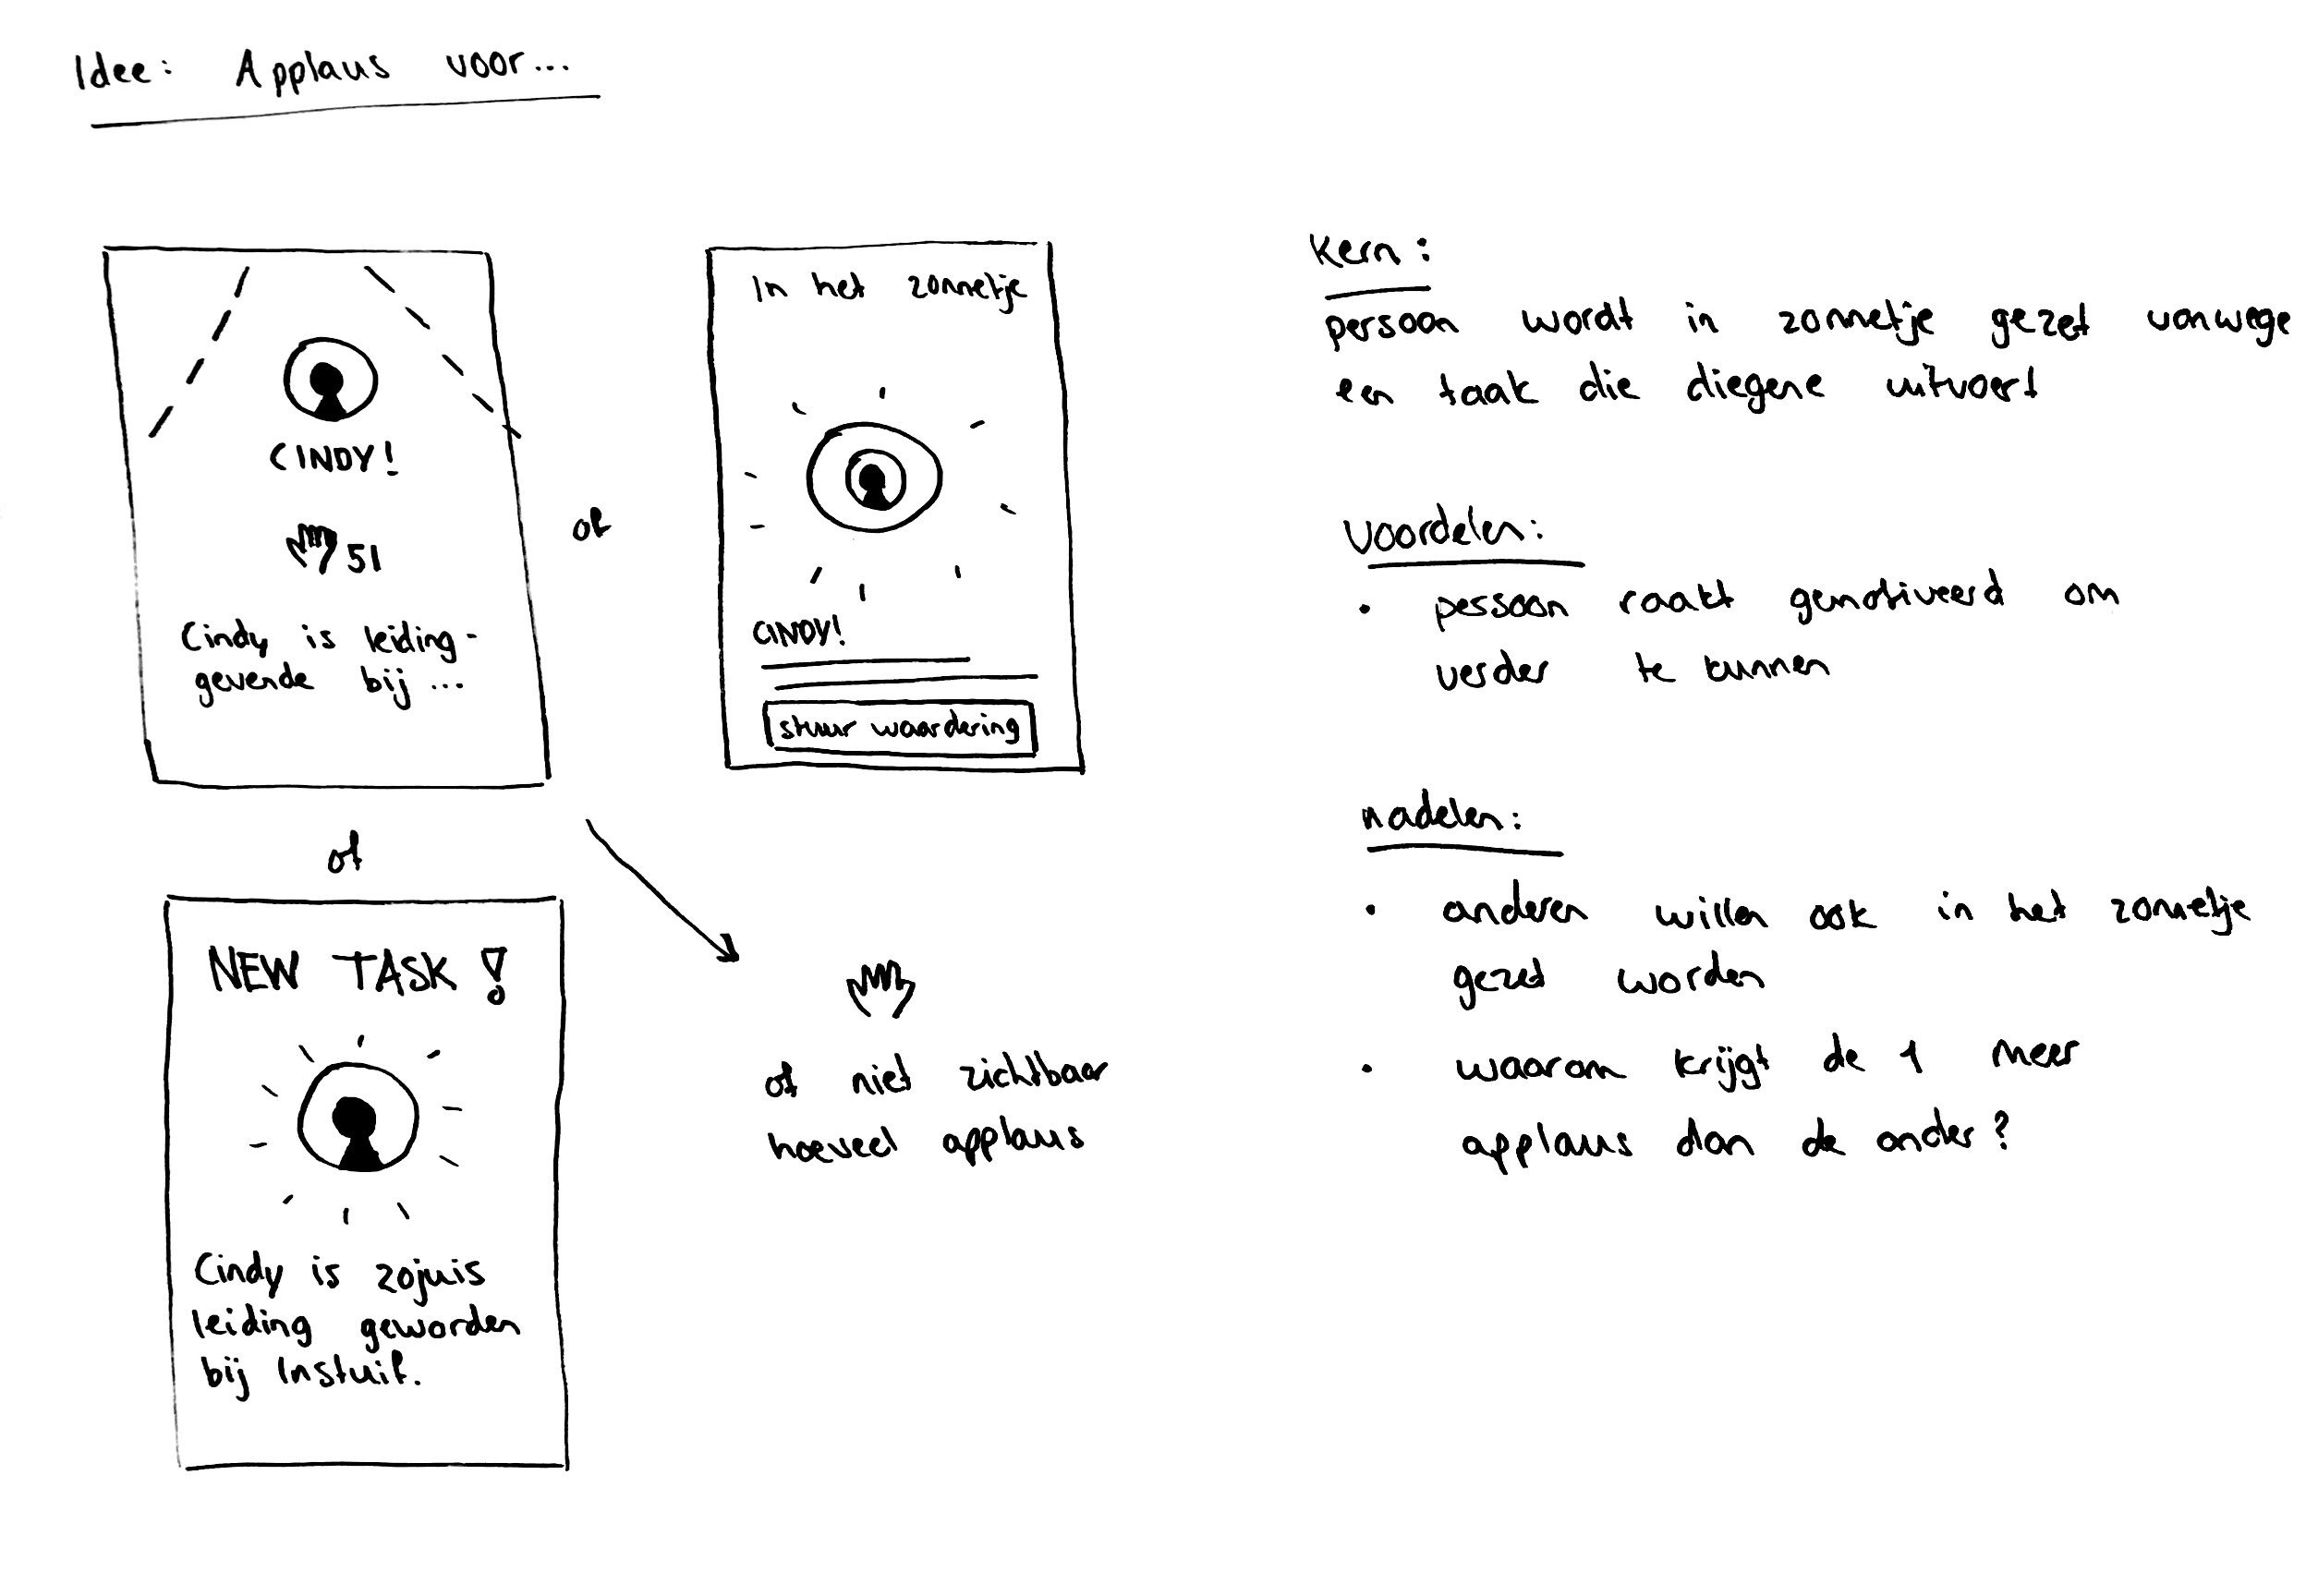 Idee: Applaus voor...
CINDY!
51
Cindy is leiding-
gevende bij ...
of
In het zonnetje
CINDY!
stuur waardering
of
NEW TASK!
Cindy is zojuis
leiding geworden
bij Instuif.
of niet zichtbaar
hoeveel applaus
Kern:
persoon wordt in zonnetje gezet vanwege
een taak die diegene uitvoert
Voordelen:
• persoon raakt gemotiveerd om
verder te kunnen
nadelen:
• anderen willen ook in het zonnetje
gezet worden
• waarom krijgt de 1 meer
applaus dan de ander?